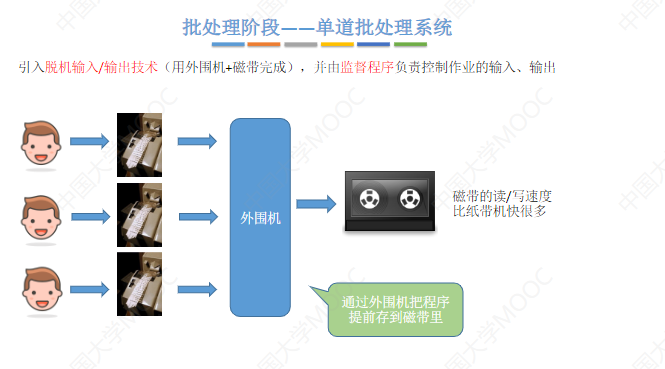 批处理阶段——单道批处理系统
引入脱机输入/输出技术（用外围机+磁带完成），并由监督程序负责控制作业的输入、输出
外围机
磁带的读/写速度
比纸带机快很多
通过外围机把程序
提前存到磁带里
中国大学MOOC